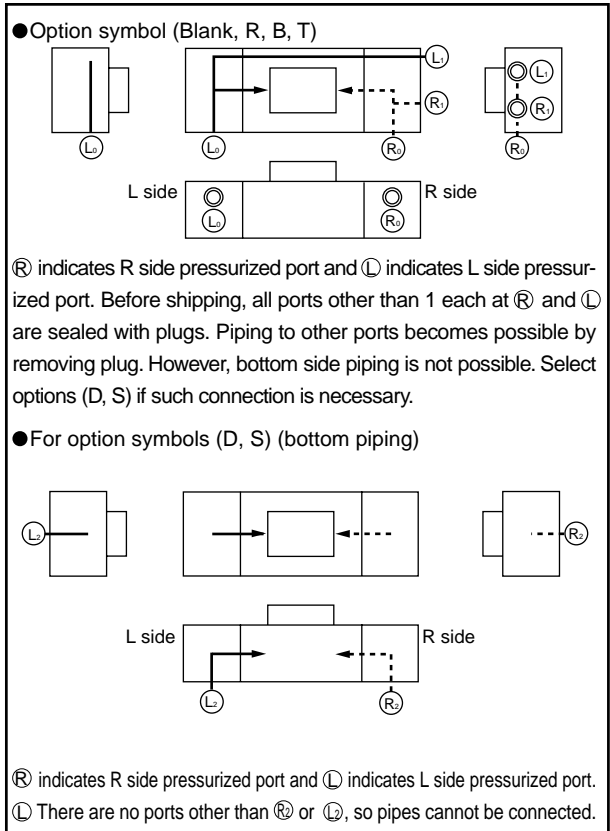 ●Option symbol (Blank, R, B, T)
L₁
L₁
R₁
R₁
L₀
L₀
R₀
R₀
L side
R side
L₀
R₀
Ⓡ indicates R side pressurized port and Ⓛ indicates L side pressur-
ized port. Before shipping, all ports other than 1 each at Ⓡ and Ⓛ
are sealed with plugs. Piping to other ports becomes possible by
removing plug. However, bottom side piping is not possible. Select
options (D, S) if such connection is necessary.
●For option symbols (D, S) (bottom piping)
L₂
R₂
L side
R side
L₂
R₂
Ⓡ indicates R side pressurized port and Ⓛ indicates L side pressurized port.
Ⓛ There are no ports other than R₂ or L₂, so pipes cannot be connected.